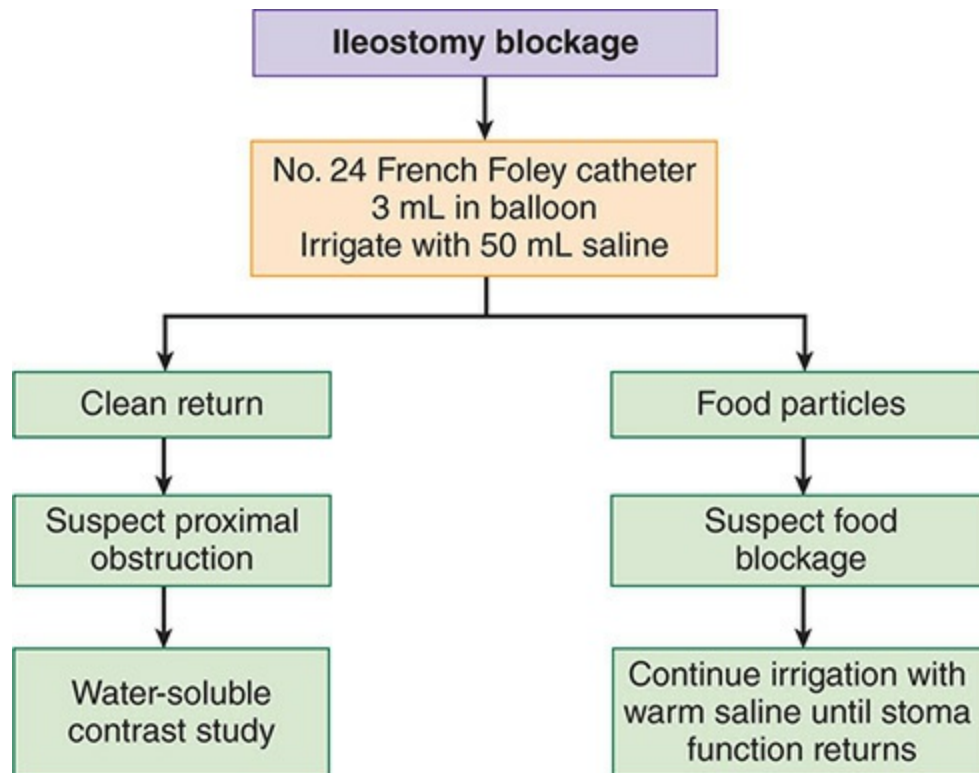 Ileostomy blockage
No. 24 French Foley catheter
3 mL in balloon
Irrigate with 50 mL saline
Clean return
Food particles
Suspect proximal
obstruction
Suspect food
blockage
Water-soluble
contrast study
Continue irrigation with
warm saline until stoma
function returns